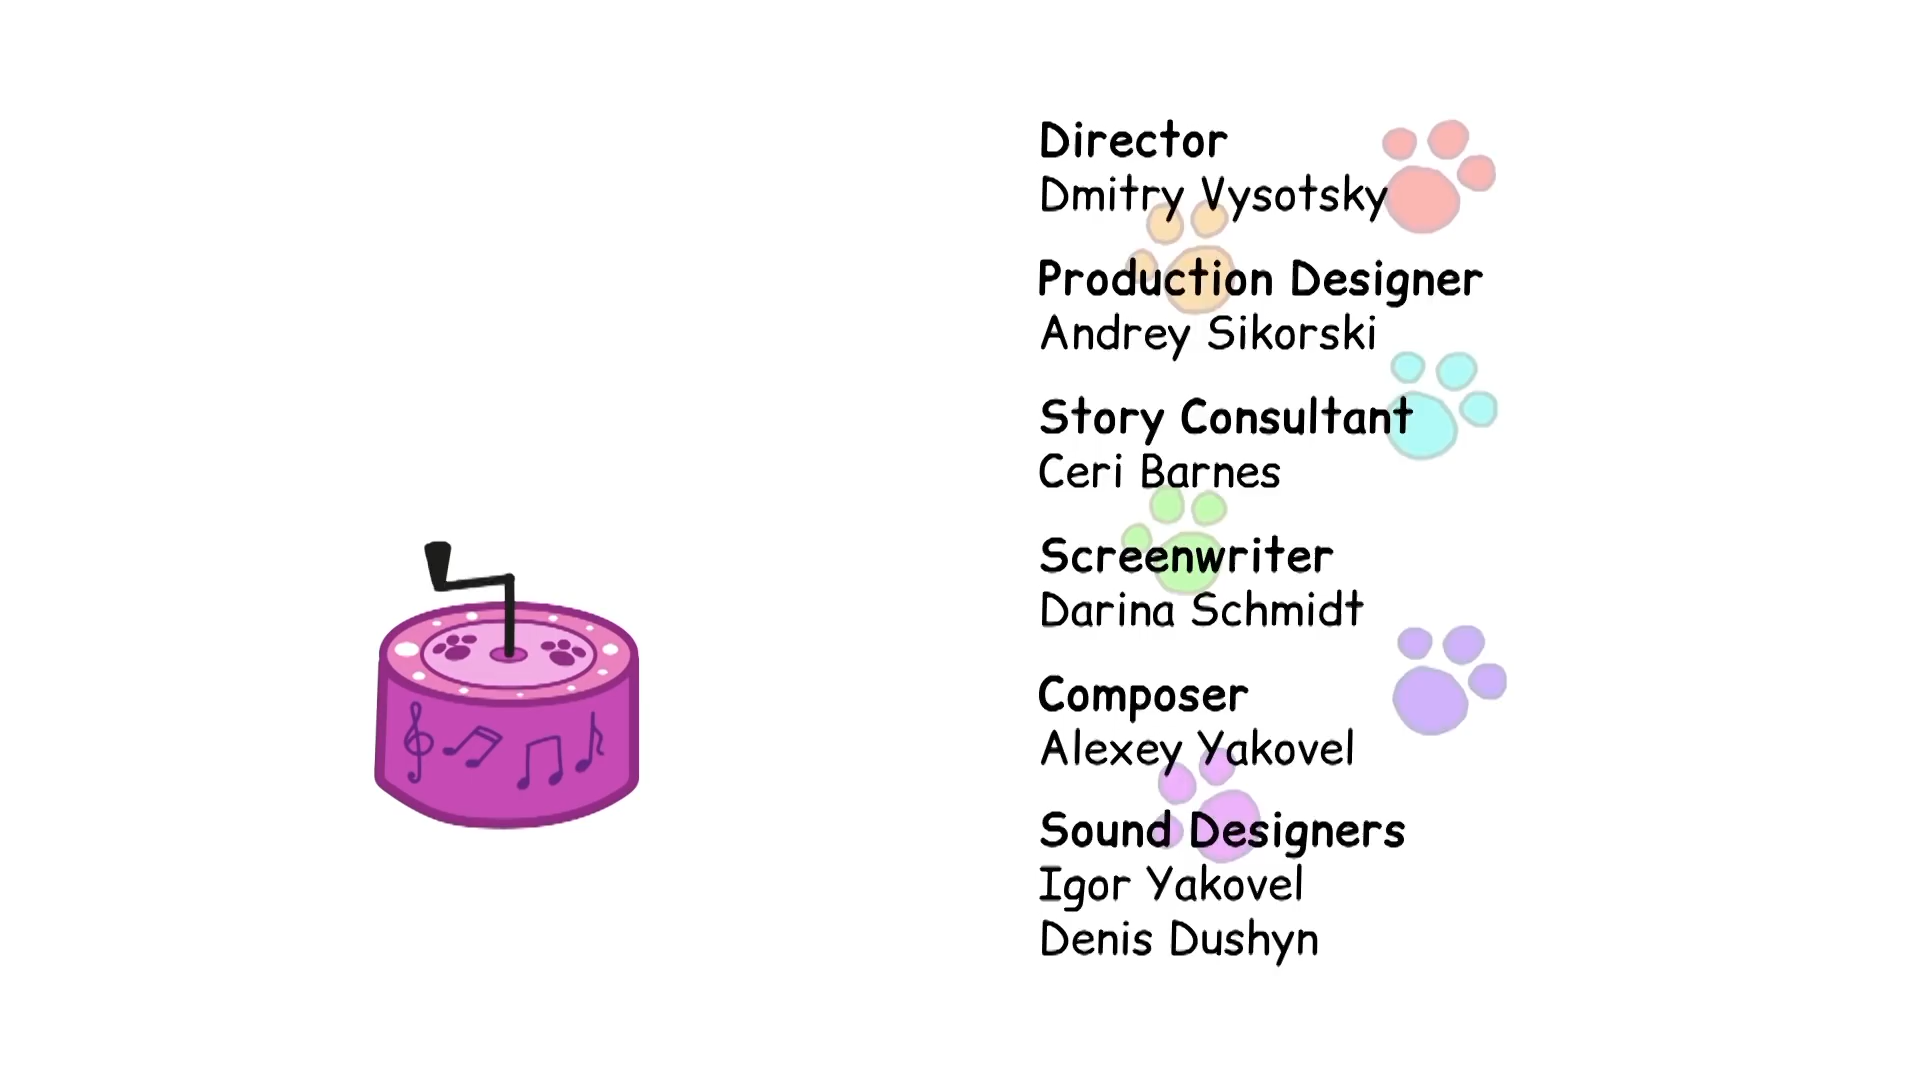 Director
Dmitry Vysotsky
Production Designer
Andrey Sikorski
Story Consultant
Ceri Barnes
Screenwriter
Darina Schmidt
Composer
Alexey Yakovel
Sound Designers
Igor Yakovel
Denis Dushyn